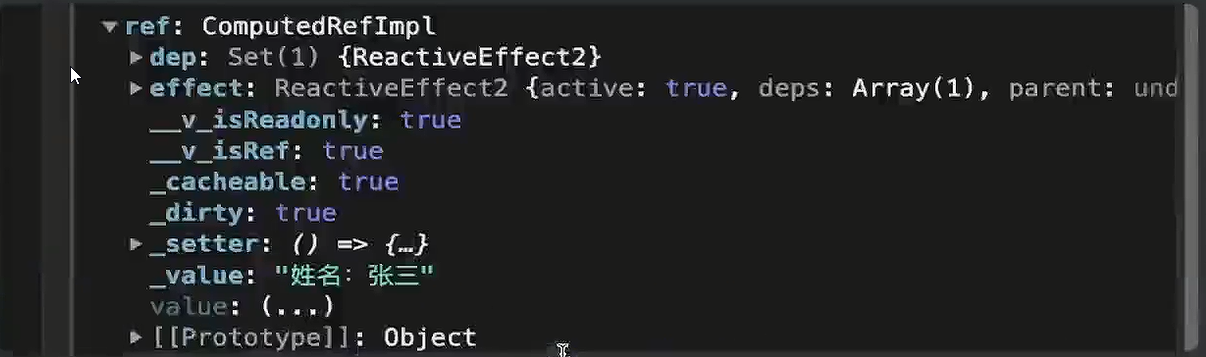 ▼ref: ComputedRefImpl
▶dep: Set(1) {ReactiveEffect2}
▶effect: ReactiveEffect2 {active: true, deps: Array(1), parent: und
__v_isReadonly: true
__v_isRef: true
_cacheable: true
_dirty: true
▶_setter: () => {…}
_value: "姓名: 张三"
value: (...)
▶[[Prototype]]: Object